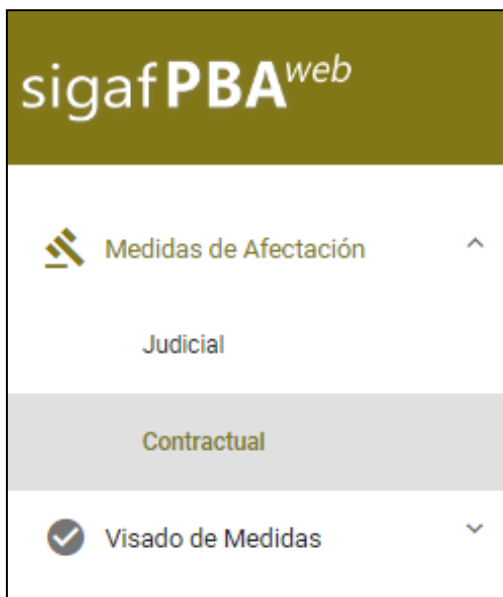 sigafPBAweb
Medidas de Afectación
Judicial
Contractual
Visado de Medidas